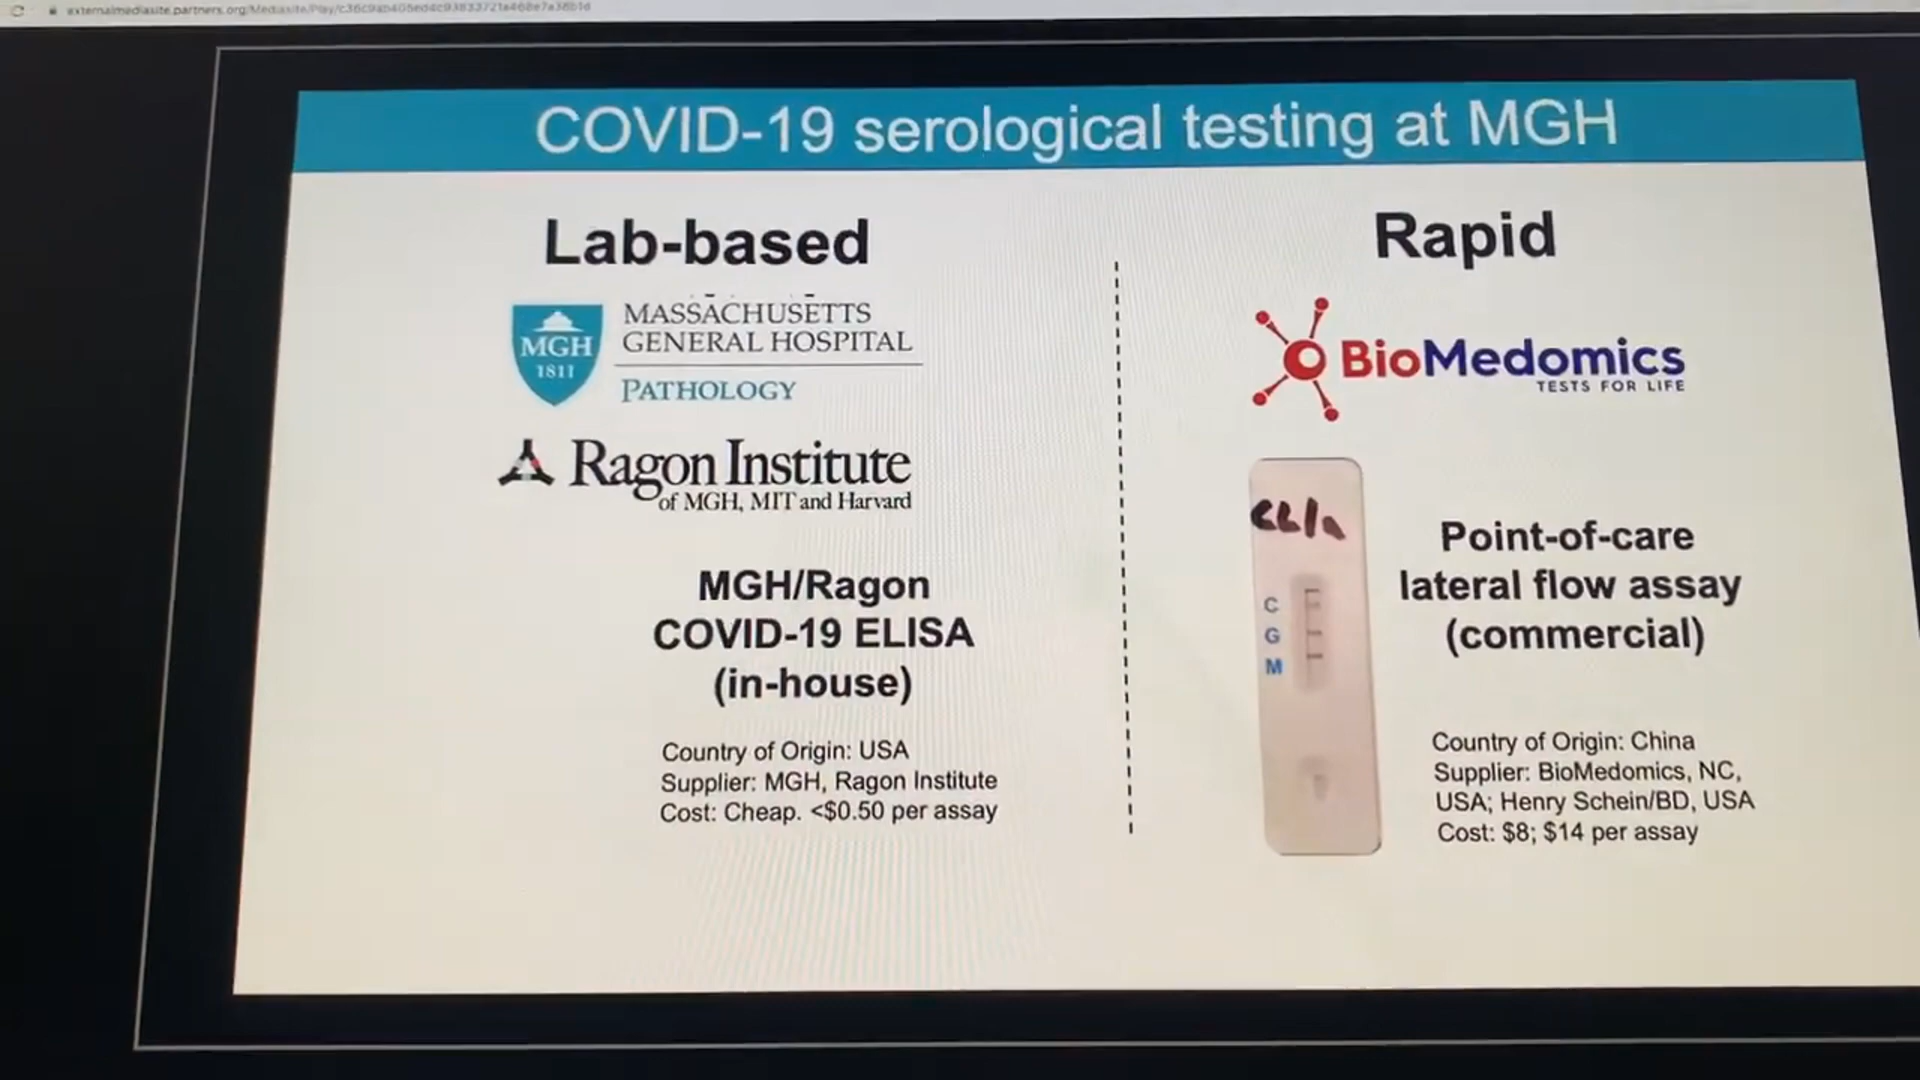 COVID-19 serological testing at MGH
Lab-based
MGH
1811
MASSACHUSETTS
GENERAL HOSPITAL
PATHOLOGY
Ragon Institute
of MGH, MIT and Harvard
MGH/Ragon
COVID-19 ELISA
(in-house)
Country of Origin: USA
Supplier: MGH, Ragon Institute
Cost: Cheap. <$0.50 per assay
Rapid
BioMedomics
TESTS FOR LIFE
C
G
M
Point-of-care
lateral flow assay
(commercial)
Country of Origin: China
Supplier: BioMedomics, NC,
USA; Henry Schein/BD, USA
Cost: $8; $14 per assay